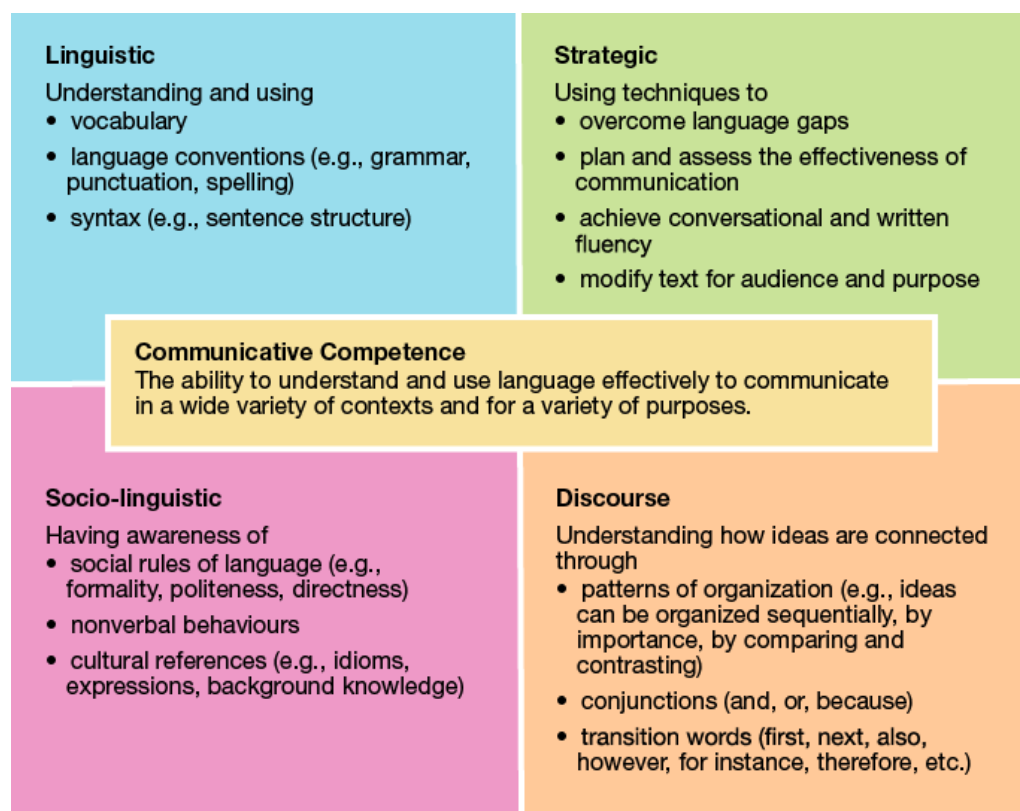 Linguistic
Understanding and using
• vocabulary
• language conventions (e.g., grammar,
punctuation, spelling)
• syntax (e.g., sentence structure)
Strategic
Using techniques to
• overcome language gaps
• plan and assess the effectiveness of
communication
• achieve conversational and written
fluency
• modify text for audience and purpose
Communicative Competence
The ability to understand and use language effectively to communicate
in a wide variety of contexts and for a variety of purposes.
Socio-linguistic
Having awareness of
• social rules of language (e.g.,
formality, politeness, directness)
• nonverbal behaviours
• cultural references (e.g., idioms,
expressions, background knowledge)
Discourse
Understanding how ideas are connected
through
• patterns of organization (e.g., ideas
can be organized sequentially, by
importance, by comparing and
contrasting)
• conjunctions (and, or, because)
• transition words (first, next, also,
however, for instance, therefore, etc.)